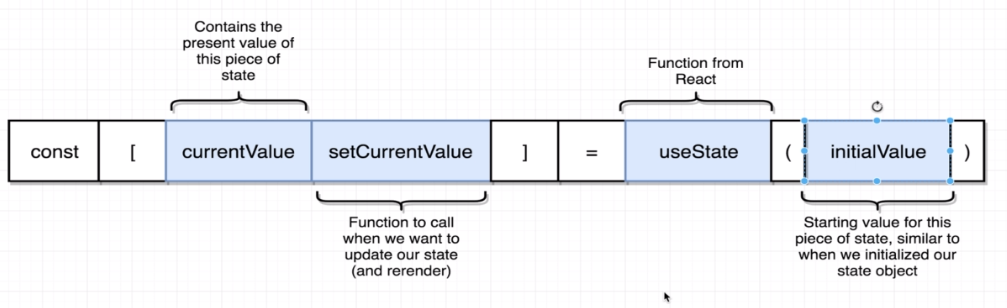 Contains the
present value of
this piece of
state
Function from
React
const [ currentValue setCurrentValue ] = useState ( initialValue )
Function to call
when we want to
update our state
(and rerender)
Starting value for this
piece of state, similar to
when we initialized our
state object